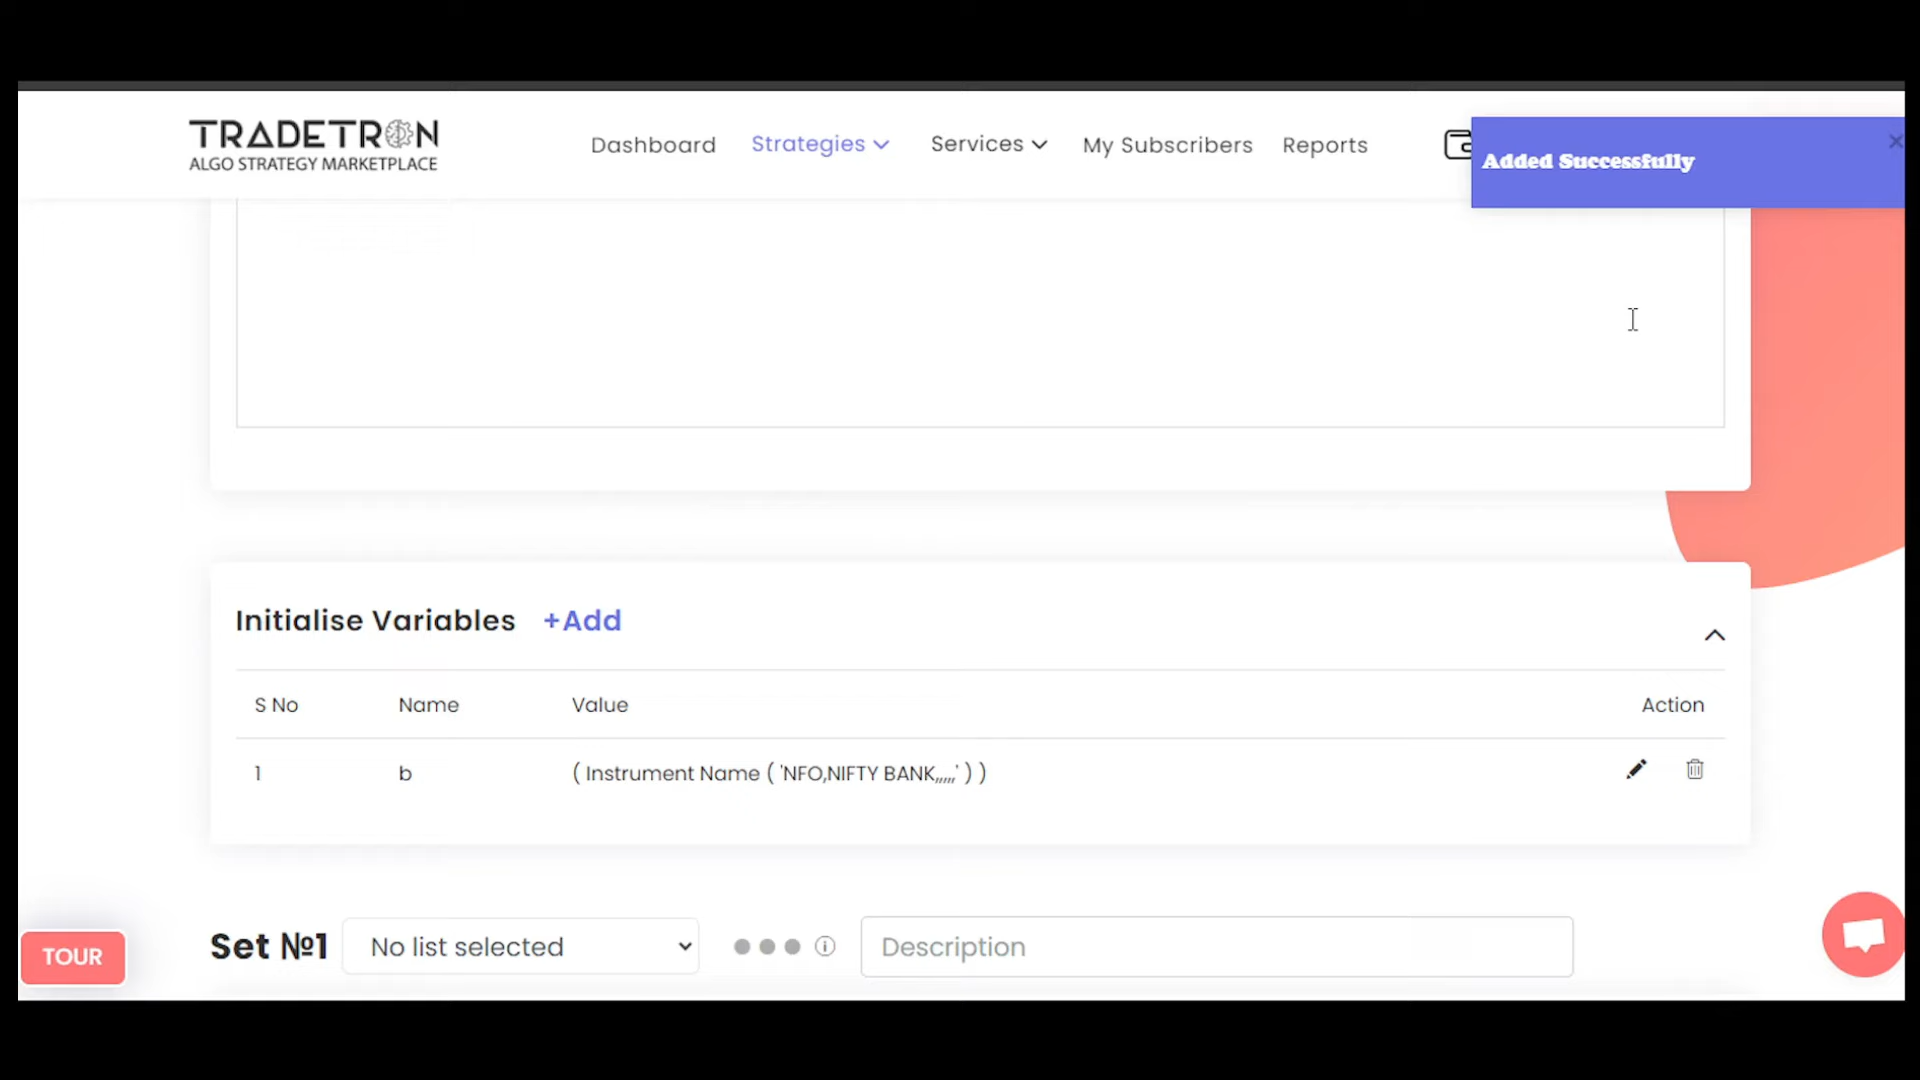 TRADETRON
ALGO STRATEGY MARKETPLACE
Dashboard
Strategies
Services
My Subscribers
Reports
Added Successfully
Initialise Variables
+Add
S No
Name
Value
Action
1
b
( Instrument Name ( 'NFO,NIFTY BANK,,,,,' ) )
Set №1
No list selected
Description
TOUR